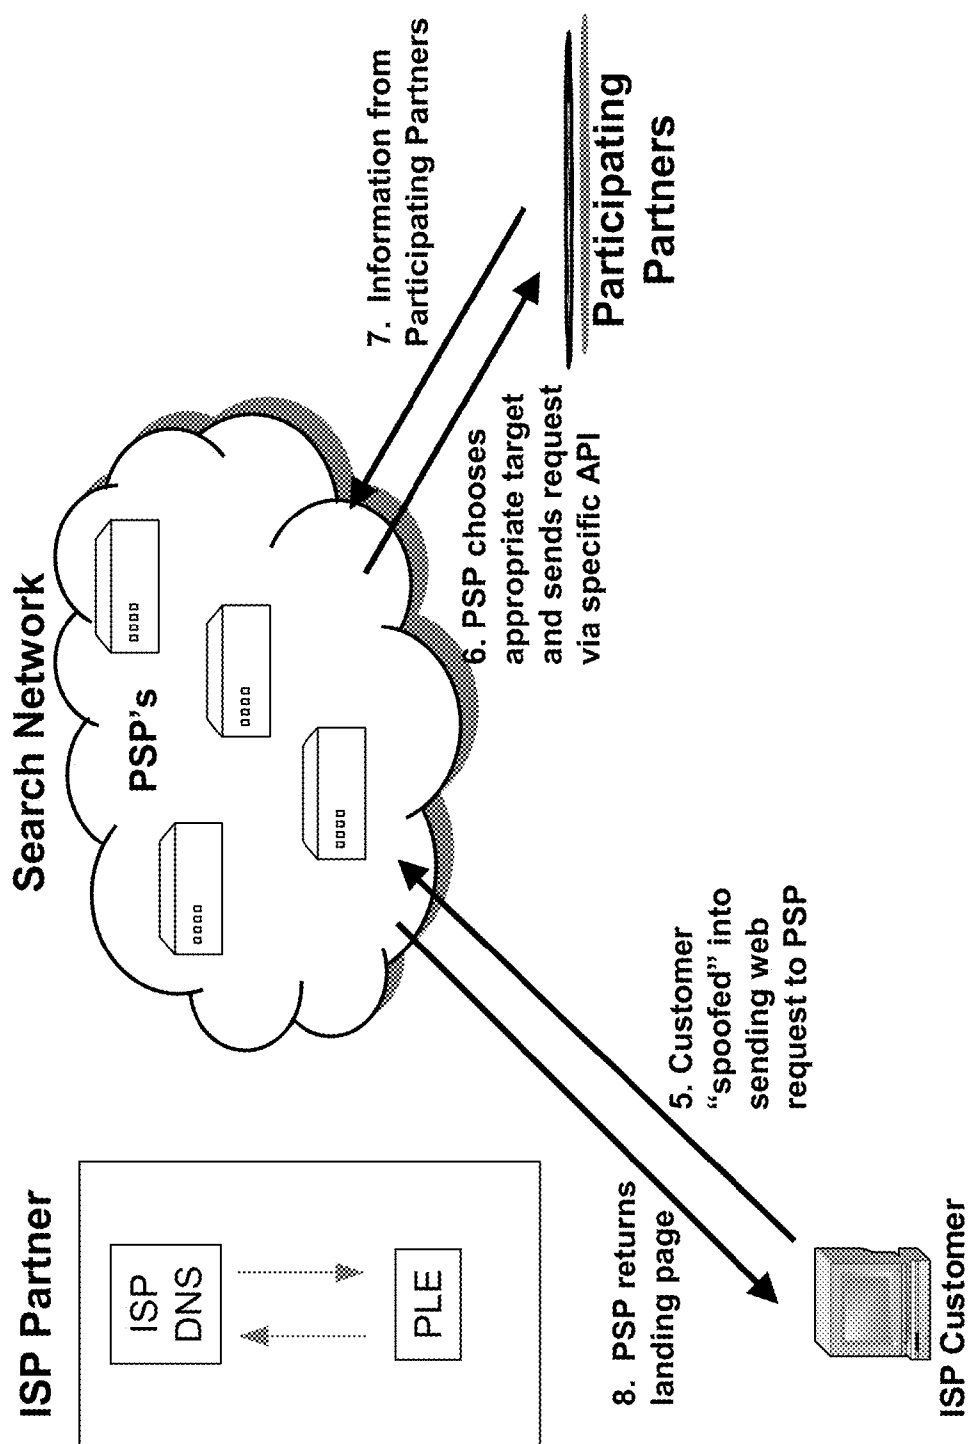 ISP Partner
Search Network
ISP
DNS
PLE
PSP's
7. Information from
Participating Partners
6. PSP chooses
appropriate target
and sends request
via specific API
Participating
Partners
8. PSP returns
landing page
5. Customer
“spoofed” into
sending web
request to PSP
ISP Customer